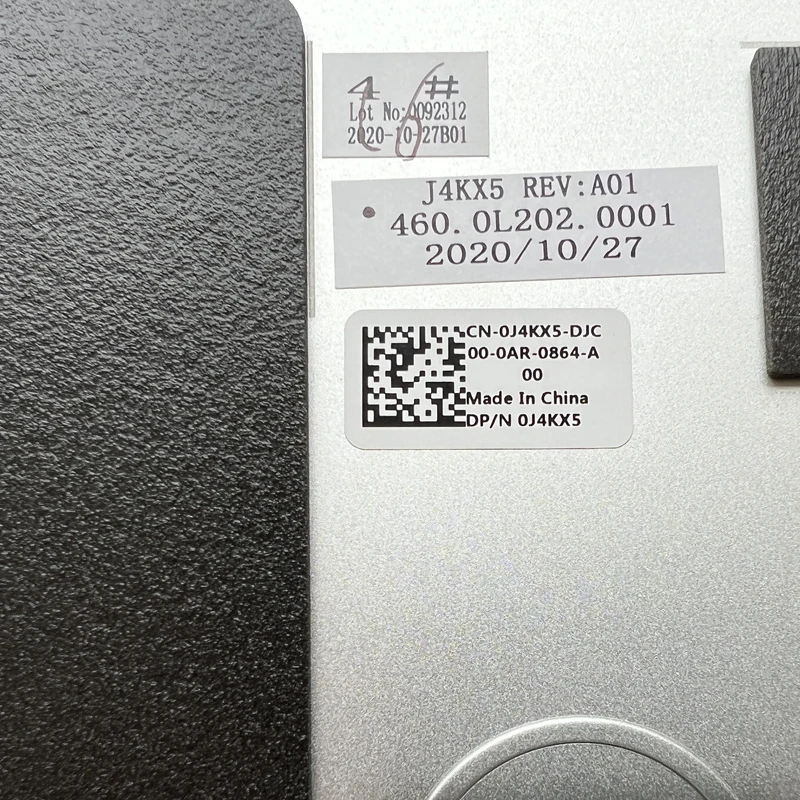 4 #
Lot No:0092312
2020-10-27B01
J4KX5 REV:A01
460.0L202.0001
2020/10/27
CN-0J4KX5-DJC
00-0AR-0864-A
00
Made In China
DP/N 0J4KX5